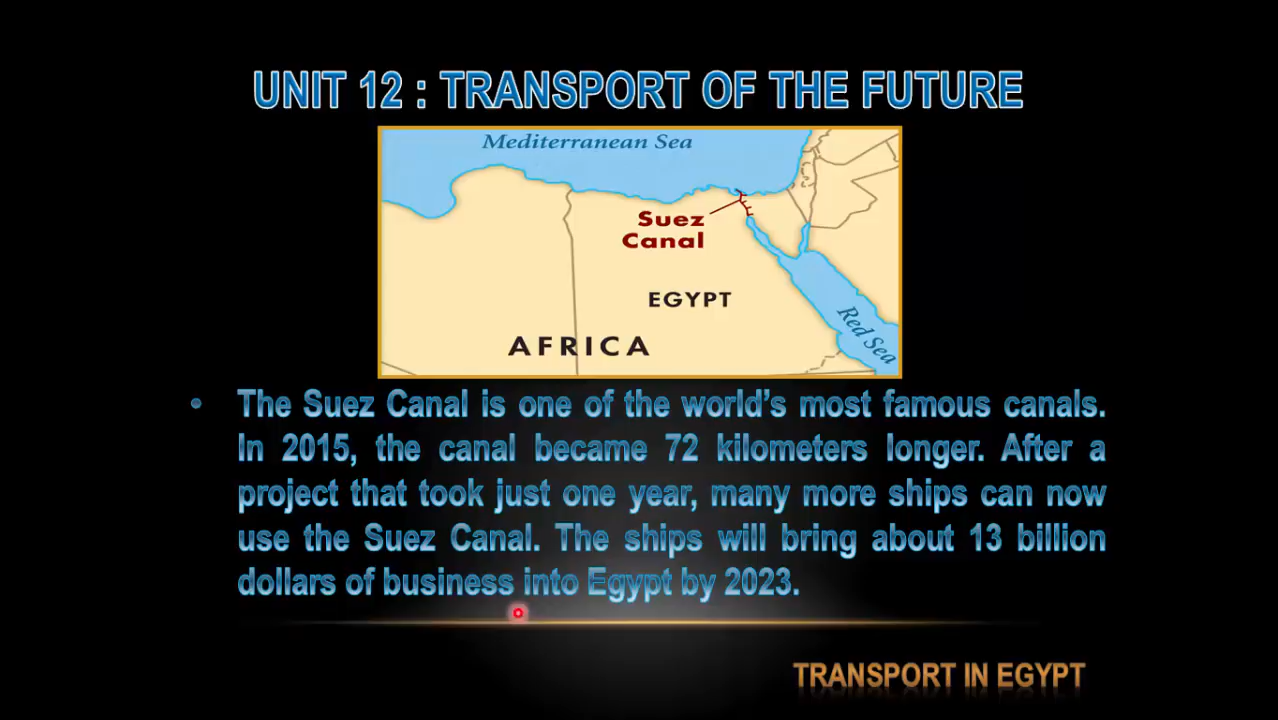 UNIT 12 : TRANSPORT OF THE FUTURE
Mediterranean Sea
Suez
Canal
EGYPT
AFRICA
Red Sea
• The Suez Canal is one of the world's most famous canals.
In 2015, the canal became 72 kilometers longer. After a
project that took just one year, many more ships can now
use the Suez Canal. The ships will bring about 13 billion
dollars of business into Egypt by 2023.
TRANSPORT IN EGYPT